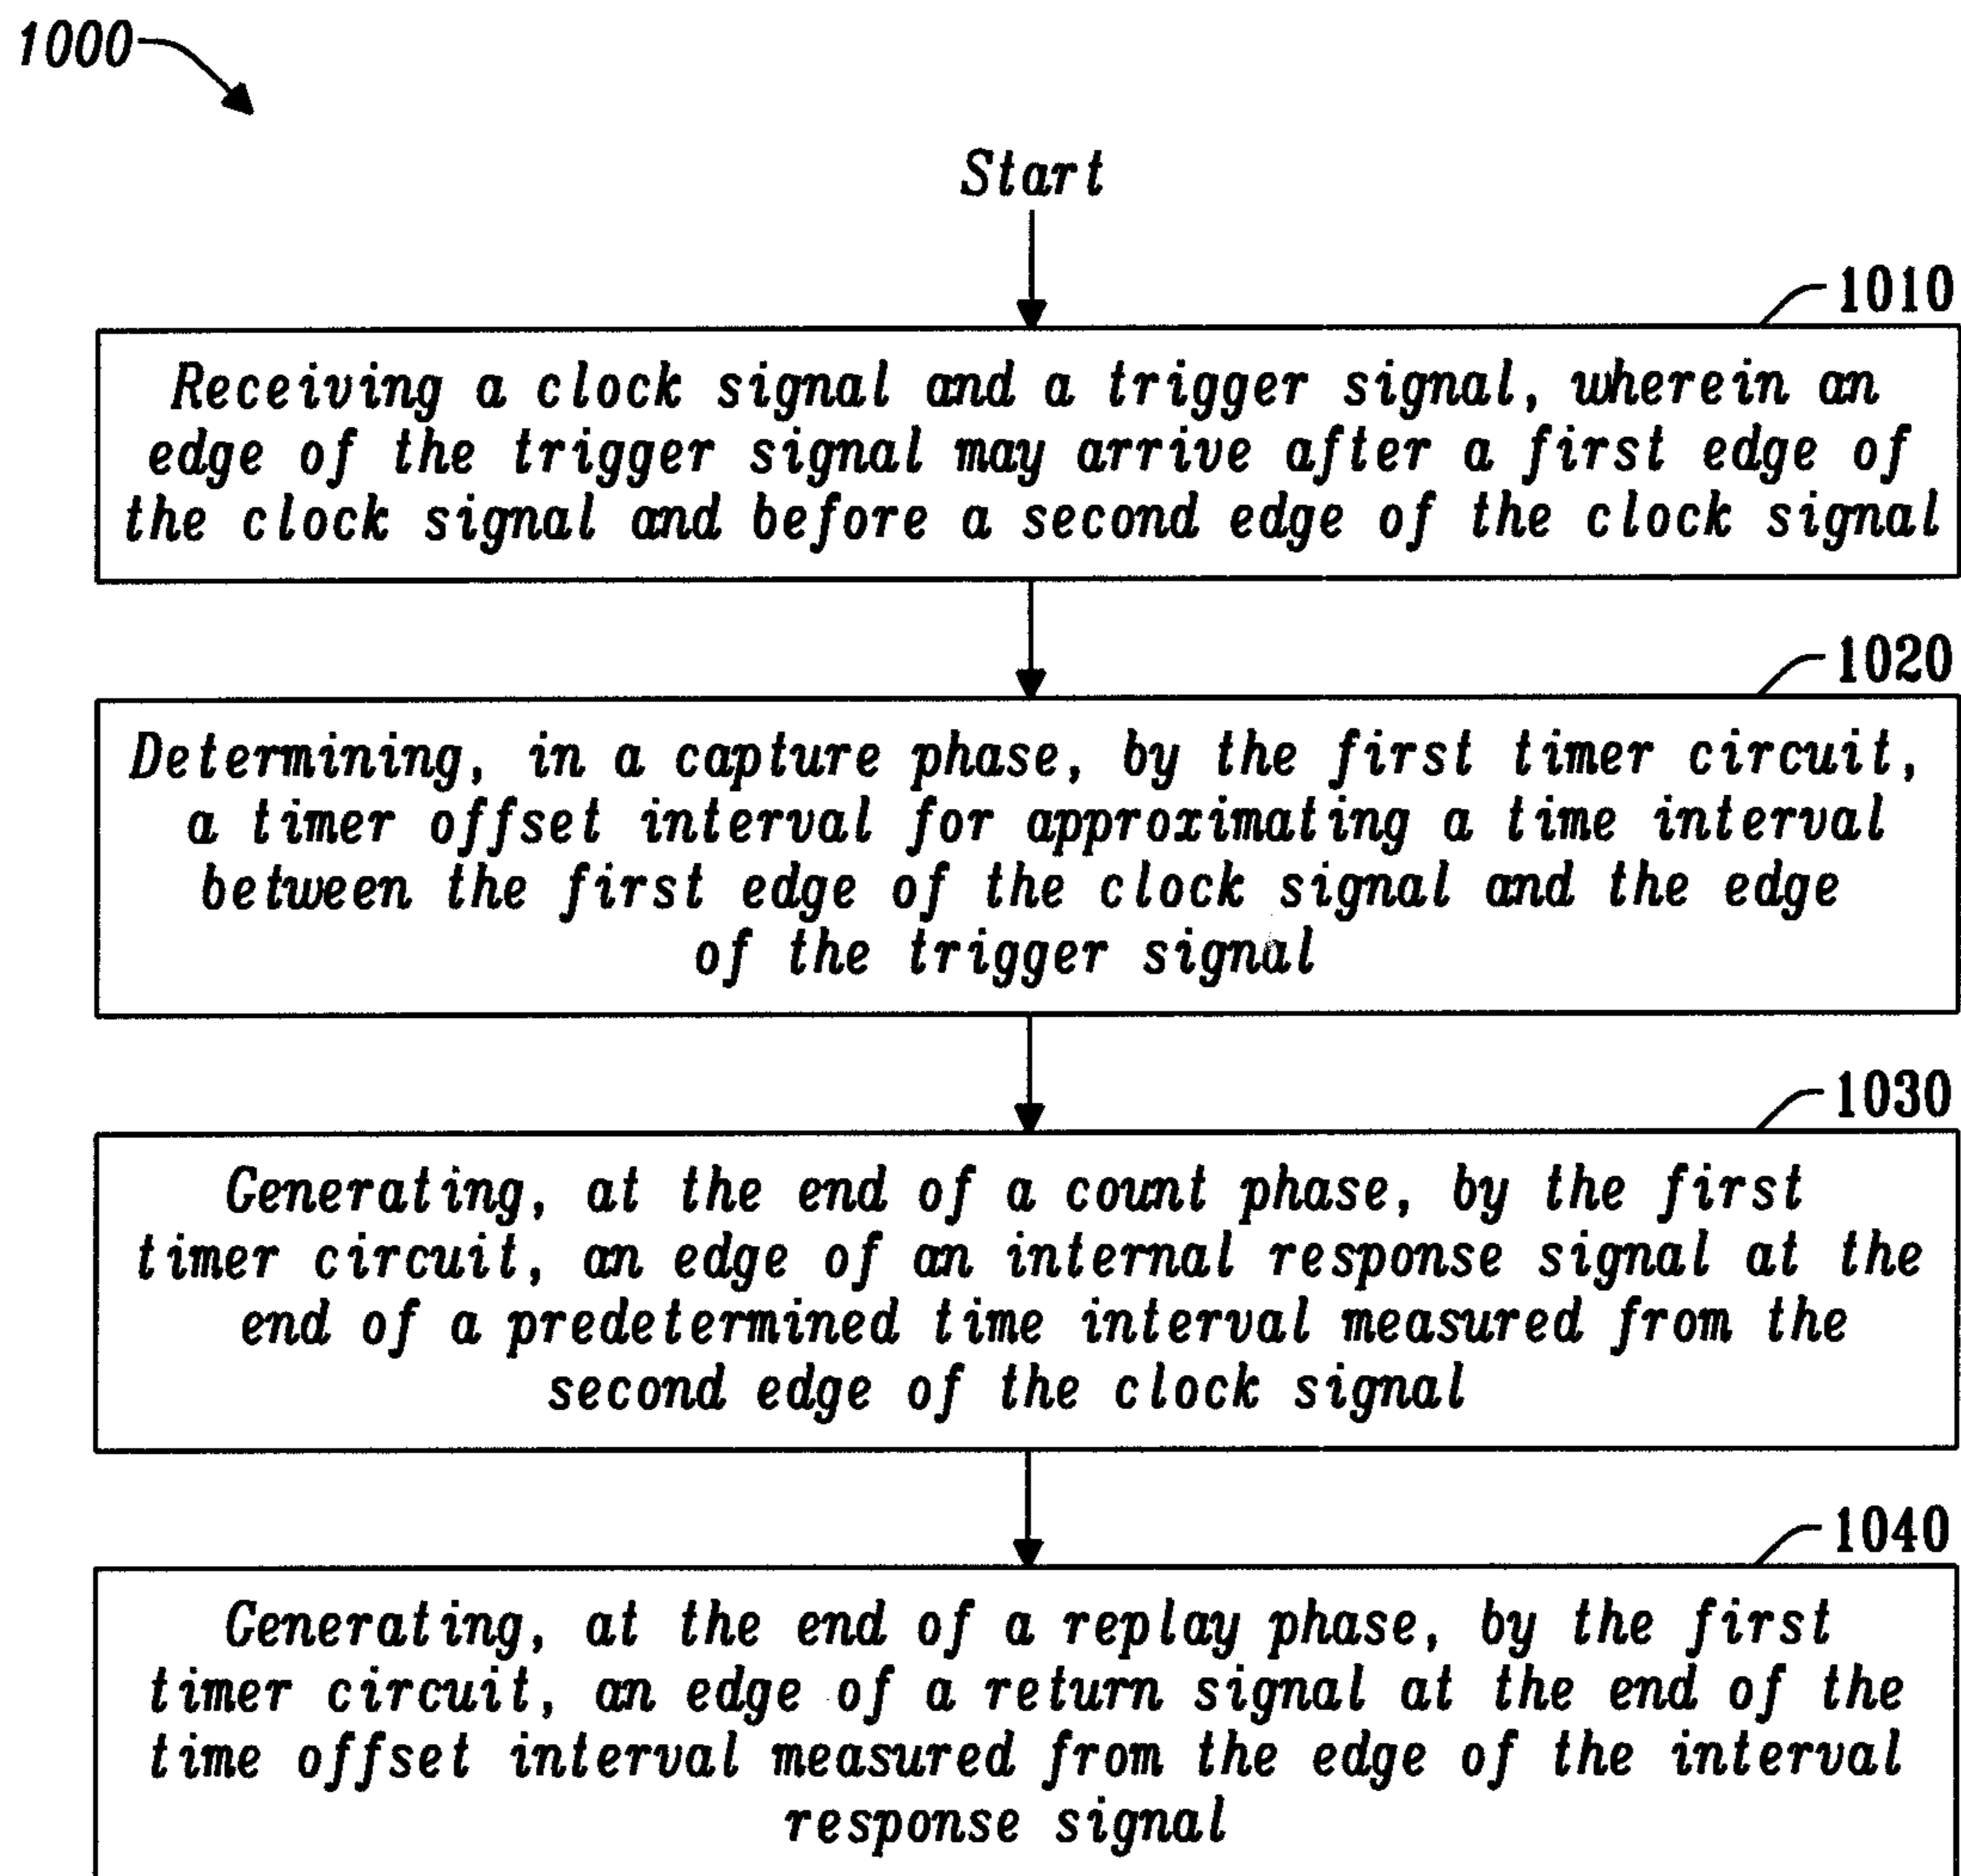 1000
Start
1010
Receiving a clock signal and a trigger signal, wherein an
edge of the trigger signal may arrive after a first edge of
the clock signal and before a second edge of the clock signal
1020
Determining, in a capture phase, by the first timer circuit,
a timer offset interval for approximating a time interval
between the first edge of the clock signal and the edge
of the trigger signal
1030
Generating, at the end of a count phase, by the first
timer circuit, an edge of an internal response signal at the
end of a predetermined time interval measured from the
second edge of the clock signal
1040
Generating, at the end of a replay phase, by the first
timer circuit, an edge of a return signal at the end of the
time offset interval measured from the edge of the interval
response signal